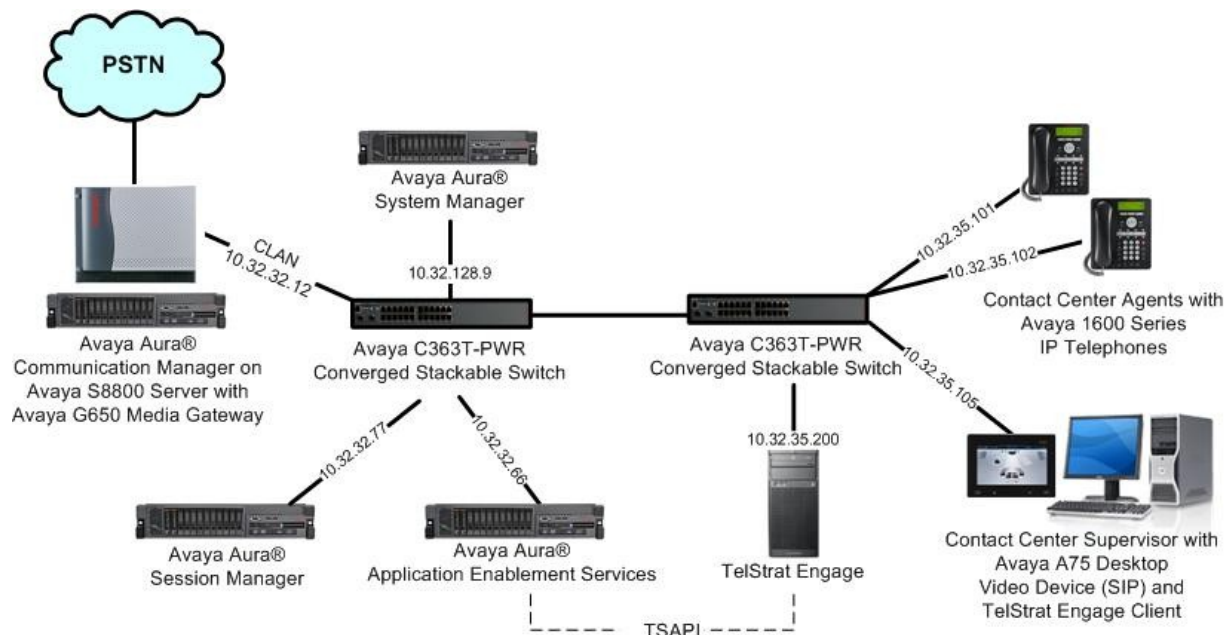 PSTN
Avaya Aura®
System Manager
CLAN
10.32.32.12
10.32.128.9
10.32.35.101
10.32.35.102
Contact Center Agents with
Avaya 1600 Series
IP Telephones
Avaya Aura®
Communication Manager on
Avaya S8800 Server with
Avaya G650 Media Gateway
Avaya C363T-PWR
Converged Stackable Switch
Avaya C363T-PWR
Converged Stackable Switch
10.32.35.105
10.32.32.77
10.32.32.66
10.32.35.200
Avaya Aura®
Session Manager
Avaya Aura®
Application Enablement Services
TelStrat Engage
Contact Center Supervisor with
Avaya A75 Desktop
Video Device (SIP) and
TelStrat Engage Client
TSAPI